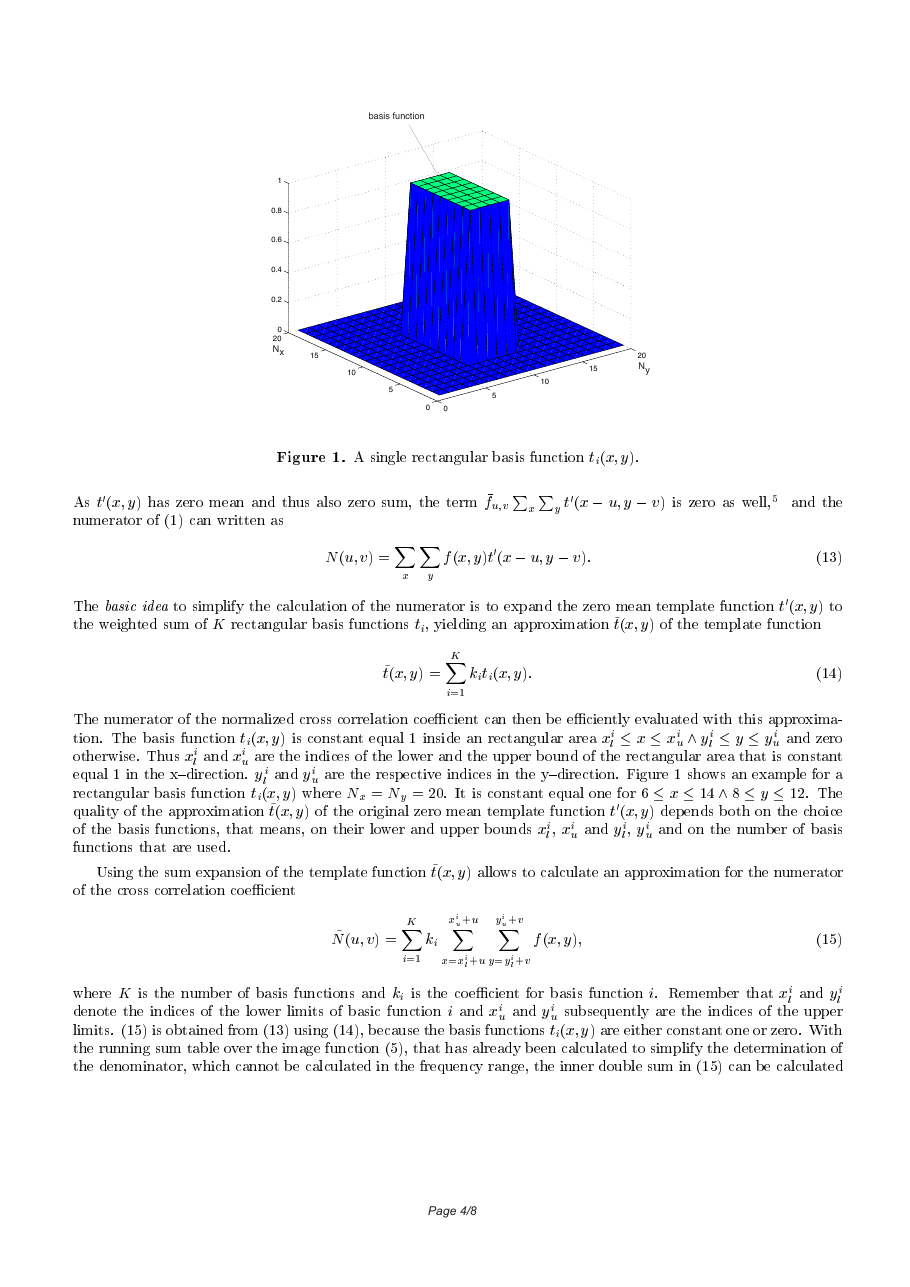 basis function
1
0.8
0.6
0.4
0.2
0
20
Nx
15
10
5
0
0
5
10
15
20
Ny
Figure 1. A single rectangular basis function tᵢ(x, y).
As t′(x, y) has zero mean and thus also zero sum, the term f̄u,v ∑x ∑y t′(x − u, y − v) is zero as well,⁵ and the
numerator of (1) can written as
N(u, v) = ∑x ∑y f(x, y)t′(x − u, y − v). (13)
The basic idea to simplify the calculation of the numerator is to expand the zero mean template function t′(x, y) to
the weighted sum of K rectangular basis functions tᵢ, yielding an approximation t̃(x, y) of the template function
t̃(x, y) = ∑_{i=1}^{K} kᵢtᵢ(x, y). (14)
The numerator of the normalized cross correlation coefficient can then be efficiently evaluated with this approxima-
tion. The basis function tᵢ(x, y) is constant equal 1 inside an rectangular area x_l^i ≤ x ≤ x_u^i ∧ y_l^i ≤ y ≤ y_u^i and zero
otherwise. Thus x_l^i and x_u^i are the indices of the lower and the upper bound of the rectangular area that is constant
equal 1 in the x–direction. y_l^i and y_u^i are the respective indices in the y–direction. Figure 1 shows an example for a
rectangular basis function tᵢ(x, y) where Nx = Ny = 20. It is constant equal one for 6 ≤ x ≤ 14 ∧ 8 ≤ y ≤ 12. The
quality of the approximation t̃(x, y) of the original zero mean template function t′(x, y) depends both on the choice
of the basis functions, that means, on their lower and upper bounds x_l^i, x_u^i and y_l^i, y_u^i and on the number of basis
functions that are used.
Using the sum expansion of the template function t̃(x, y) allows to calculate an approximation for the numerator
of the cross correlation coefficient
Ñ(u, v) = ∑_{i=1}^{K} kᵢ ∑_{x=x_l^i+u}^{x_u^i+u} ∑_{y=y_l^i+v}^{y_u^i+v} f(x, y), (15)
where K is the number of basis functions and kᵢ is the coefficient for basis function i. Remember that x_l^i and y_l^i
denote the indices of the lower limits of basic function i and x_u^i and y_u^i subsequently are the indices of the upper
limits. (15) is obtained from (13) using (14), because the basis functions tᵢ(x, y) are either constant one or zero. With
the running sum table over the image function (5), that has already been calculated to simplify the determination of
the denominator, which cannot be calculated in the frequency range, the inner double sum in (15) can be calculated
Page 4/8